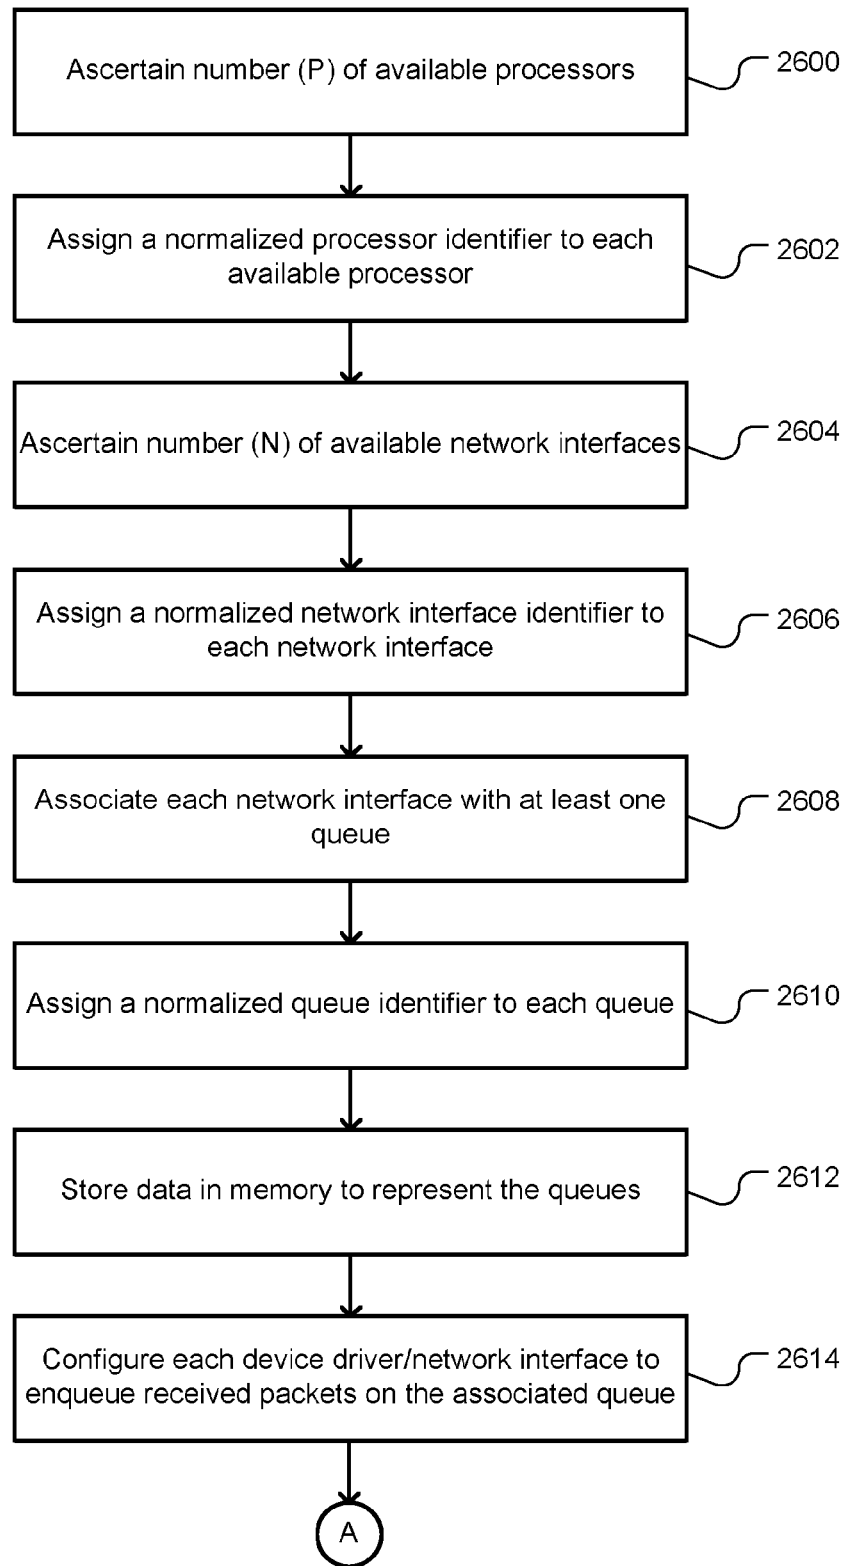 Ascertain number (P) of available processors
2600
Assign a normalized processor identifier to each
available processor
2602
Ascertain number (N) of available network interfaces
2604
Assign a normalized network interface identifier to
each network interface
2606
Associate each network interface with at least one
queue
2608
Assign a normalized queue identifier to each queue
2610
Store data in memory to represent the queues
2612
Configure each device driver/network interface to
enqueue received packets on the associated queue
2614
A